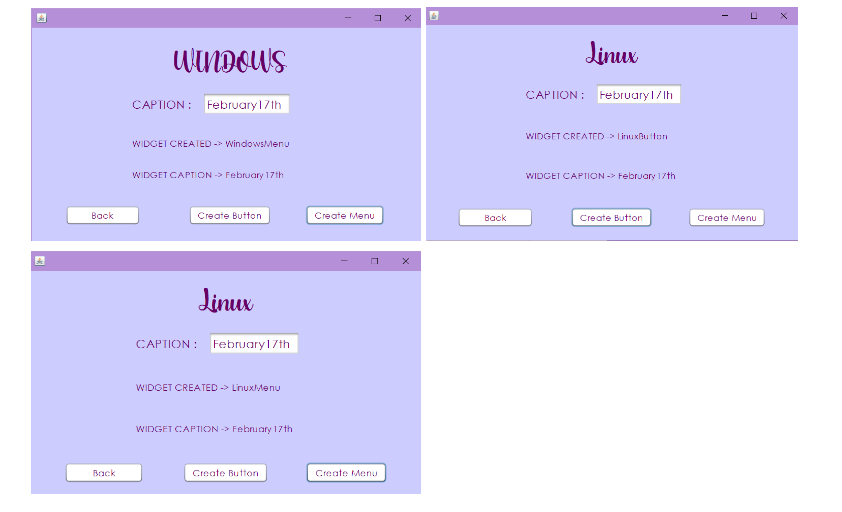 WINDOWS
CAPTION : February17th
WIDGET CREATED -> WindowsMenu
WIDGET CAPTION -> February17th
Back Create Button Create Menu
Linux
CAPTION : February17th
WIDGET CREATED -> LinuxButton
WIDGET CAPTION -> February17th
Back Create Button Create Menu
Linux
CAPTION : February17th
WIDGET CREATED -> LinuxMenu
WIDGET CAPTION -> February17th
Back Create Button Create Menu